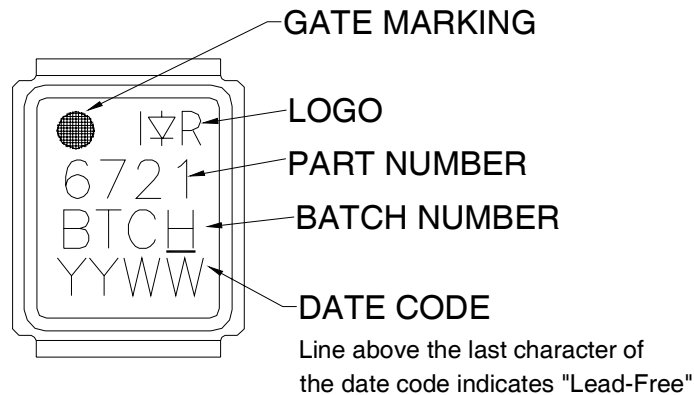 GATE MARKING
I R
LOGO
6721
PART NUMBER
BTCH
BATCH NUMBER
YYWW
DATE CODE
Line above the last character of
the date code indicates "Lead-Free"